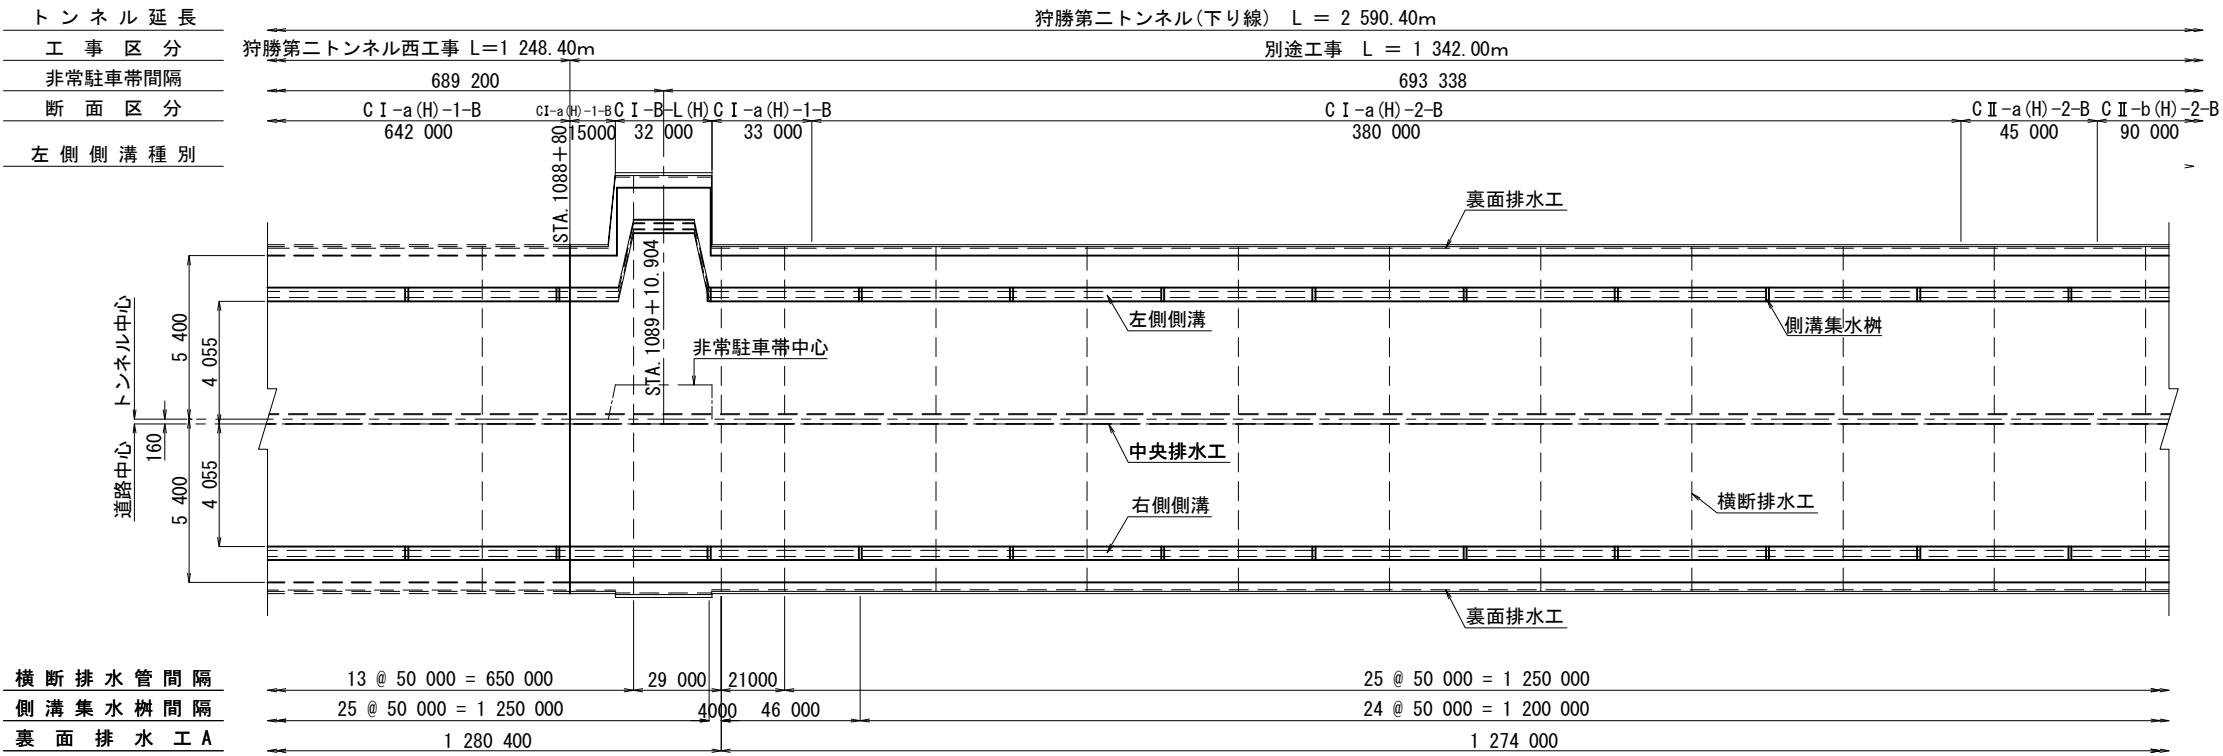 トンネル延長 狩勝第二トンネル(下り線) L = 2 590.40m
工事区分 狩勝第二トンネル西工事 L=1 248.40m 別途工事 L = 1 342.00m
非常駐車帯間隔 689 200 693 338
断面区分 CⅠ-a(H)-1-B CⅠ-a(H)-1-B CⅠ-B-L(H) CⅠ-a(H)-1-B CⅠ-a(H)-2-B CⅡ-a(H)-2-B CⅡ-b(H)-2-B
642 000 15000 32 000 33 000 380 000 45 000 90 000
左側側溝種別
STA.1088+80
裏面排水工
STA.1089+10.904
左側側溝
側溝集水桝
非常駐車帯中心
トンネル中心
5 400
4 055
160
中央排水工
道路中心
5 400
4 055
右側側溝
横断排水工
裏面排水工
横断排水管間隔 13 @ 50 000 = 650 000 29 000 21000 25 @ 50 000 = 1 250 000
側溝集水桝間隔 25 @ 50 000 = 1 250 000 4000 46 000 24 @ 50 000 = 1 200 000
裏面排水工A 1 280 400 1 274 000